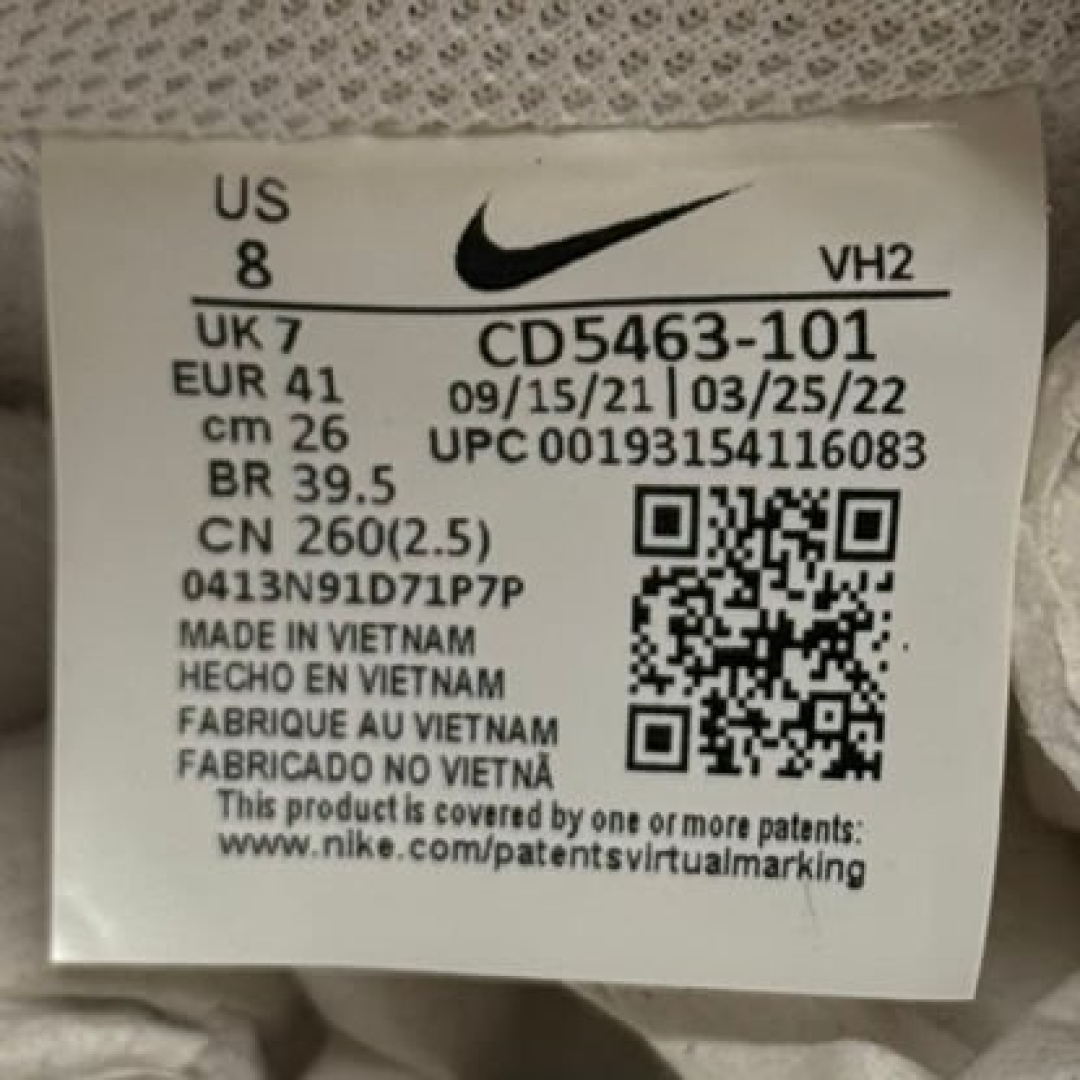 US
8
VH2
UK 7
CD5463-101
EUR 41
09/15/21 | 03/25/22
cm 26
UPC 00193154116083
BR 39.5
CN 260(2.5)
0413N91D71P7P
MADE IN VIETNAM
HECHO EN VIETNAM
FABRIQUE AU VIETNAM
FABRICADO NO VIETNÃ
This product is covered by one or more patents:
www.nike.com/patentsvirtualmarking